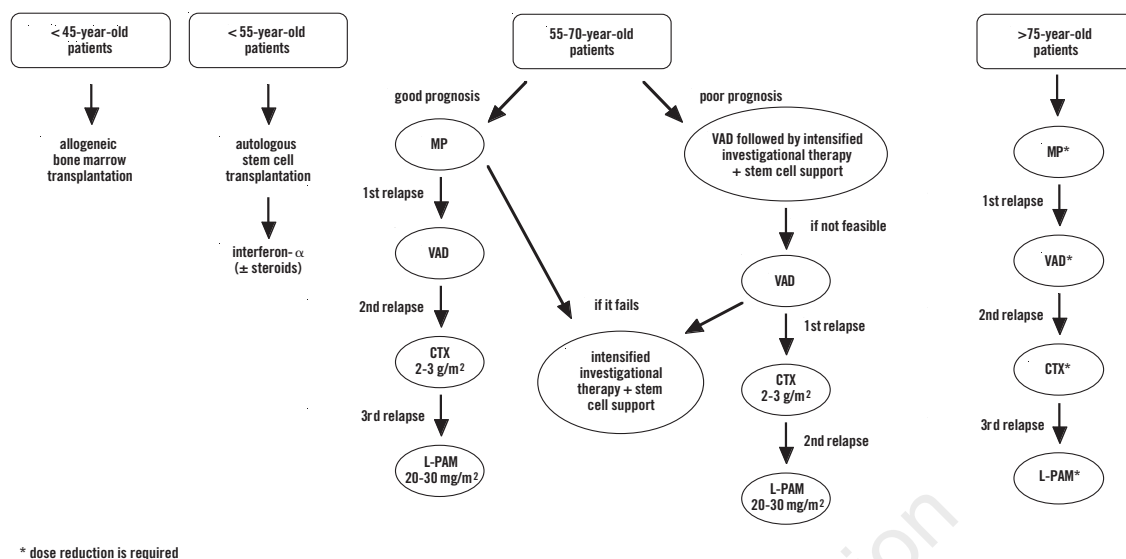 < 45-year-old
patients
allogeneic
bone marrow
transplantation
< 55-year-old
patients
autologous
stem cell
transplantation
interferon- α
(± steroids)
55-70-year-old
patients
good prognosis
MP
1st relapse
VAD
2nd relapse
CTX
2-3 g/m²
3rd relapse
L-PAM
20-30 mg/m²
poor prognosis
VAD followed by intensified
investigational therapy
+ stem cell support
if not feasible
VAD
if it fails
intensified
investigational
therapy + stem
cell support
1st relapse
CTX
2-3 g/m²
2nd relapse
L-PAM
20-30 mg/m²
>75-year-old
patients
MP*
1st relapse
VAD*
2nd relapse
CTX*
3rd relapse
L-PAM*
* dose reduction is required